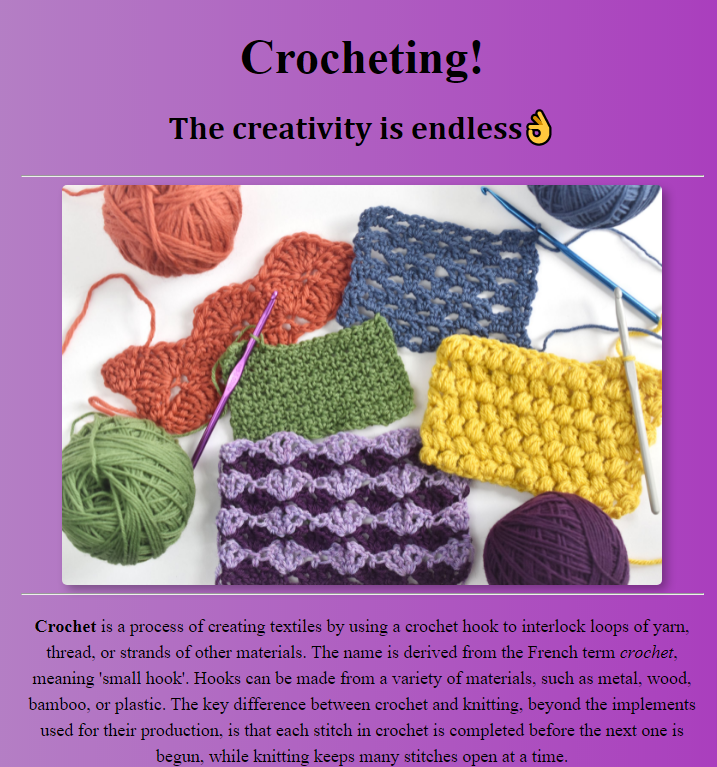 Crocheting!
The creativity is endless👌
Crochet is a process of creating textiles by using a crochet hook to interlock loops of yarn,
thread, or strands of other materials. The name is derived from the French term crochet,
meaning 'small hook'. Hooks can be made from a variety of materials, such as metal, wood,
bamboo, or plastic. The key difference between crochet and knitting, beyond the implements
used for their production, is that each stitch in crochet is completed before the next one is
begun, while knitting keeps many stitches open at a time.